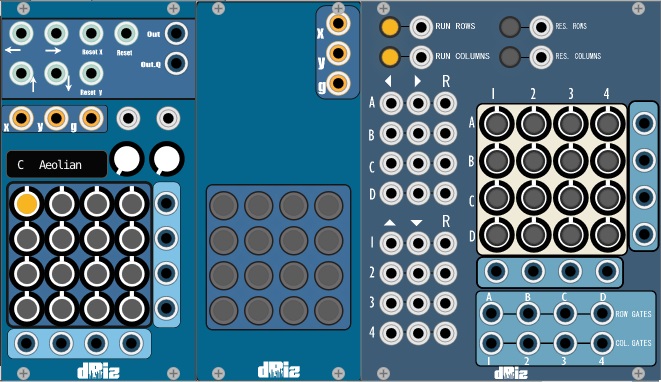 Out
Reset X
Reset
Out.Q
Reset Y
x y g
C Aeolian
dBiz
x
y
g
dBiz
RUN ROWS
RES. ROWS
RUN COLUMNS
RES. COLUMNS
R
A
B
C
D
R
1
2
3
4
1 2 3 4
A
B
C
D
A B C D
ROW GATES
COL. GATES
1 2 3 4
dBiz